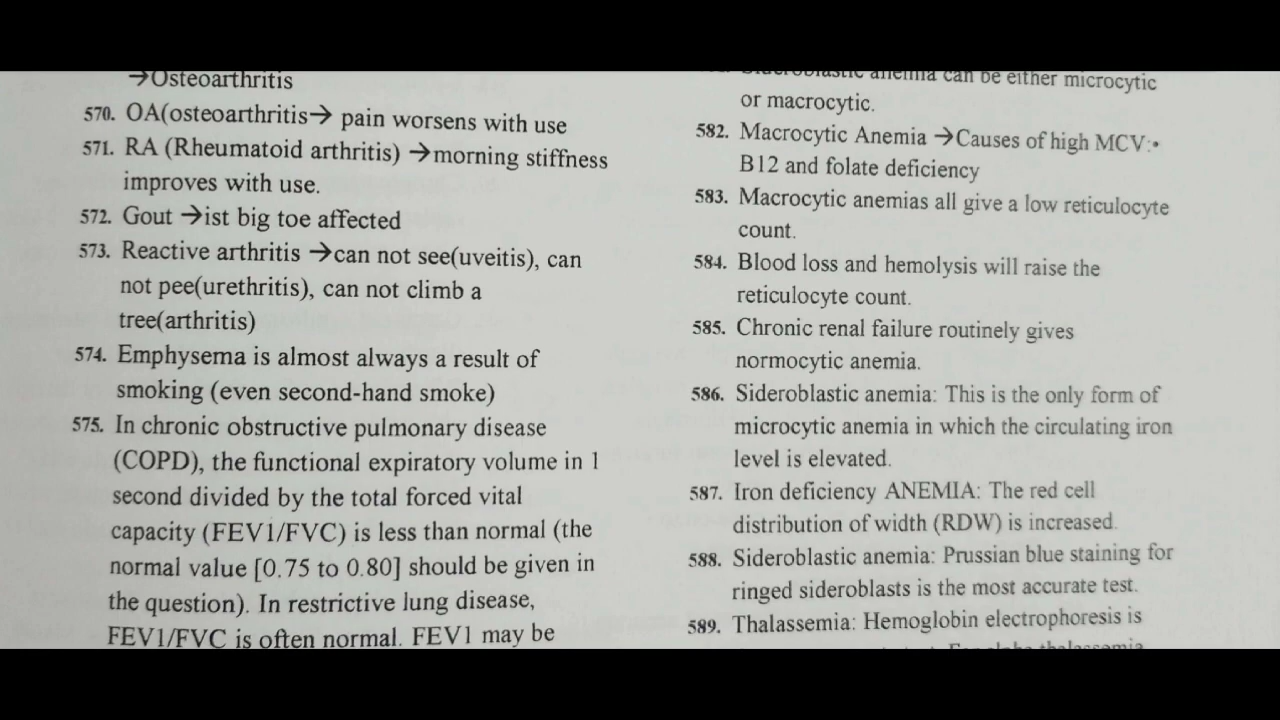 →Osteoarthritis
570. OA(osteoarthritis→ pain worsens with use
571. RA (Rheumatoid arthritis) →morning stiffness
improves with use.
572. Gout →ist big toe affected
573. Reactive arthritis →can not see(uveitis), can
not pee(urethritis), can not climb a
tree(arthritis)
574. Emphysema is almost always a result of
smoking (even second-hand smoke)
575. In chronic obstructive pulmonary disease
(COPD), the functional expiratory volume in 1
second divided by the total forced vital
capacity (FEV1/FVC) is less than normal (the
normal value [0.75 to 0.80] should be given in
the question). In restrictive lung disease,
FEV1/FVC is often normal. FEV1 may be
Sideroblastic anemia can be either microcytic
or macrocytic.
582. Macrocytic Anemia →Causes of high MCV:•
B12 and folate deficiency
583. Macrocytic anemias all give a low reticulocyte
count.
584. Blood loss and hemolysis will raise the
reticulocyte count.
585. Chronic renal failure routinely gives
normocytic anemia.
586. Sideroblastic anemia: This is the only form of
microcytic anemia in which the circulating iron
level is elevated.
587. Iron deficiency ANEMIA: The red cell
distribution of width (RDW) is increased.
588. Sideroblastic anemia: Prussian blue staining for
ringed sideroblasts is the most accurate test.
589. Thalassemia: Hemoglobin electrophoresis is
For alpha thalassemia